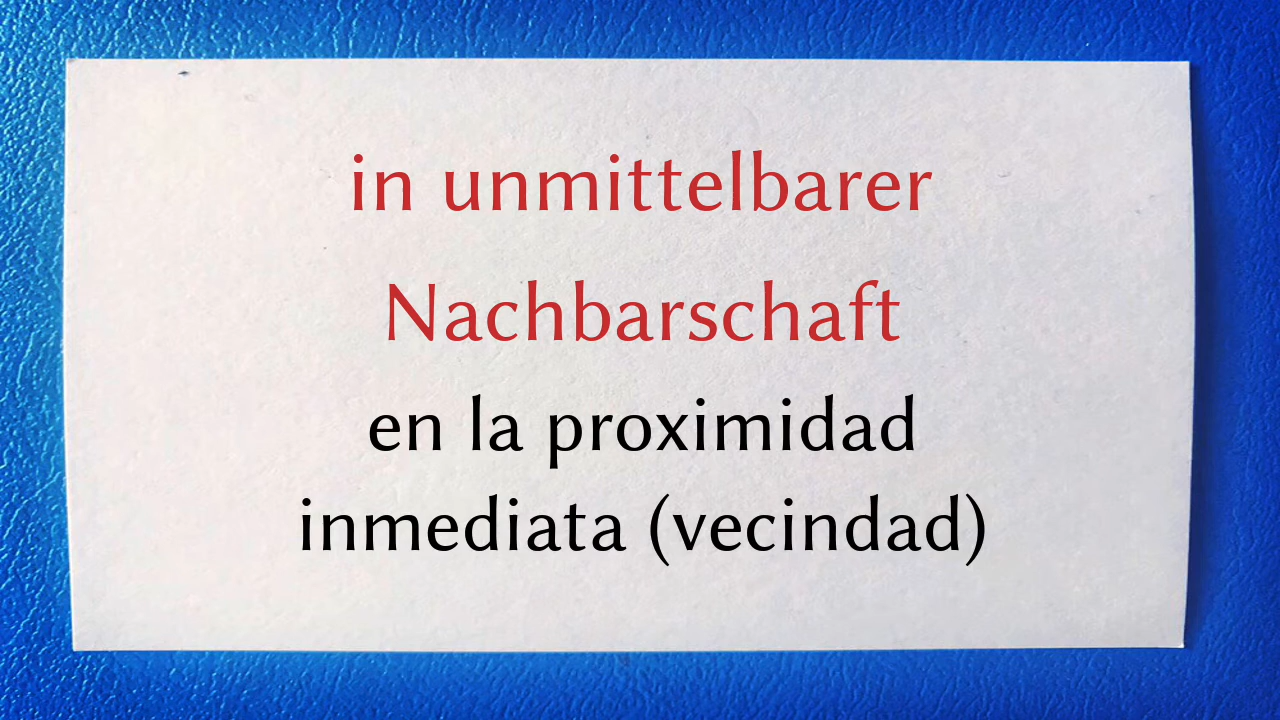 in unmittelbarer
Nachbarschaft
en la proximidad
inmediata (vecindad)